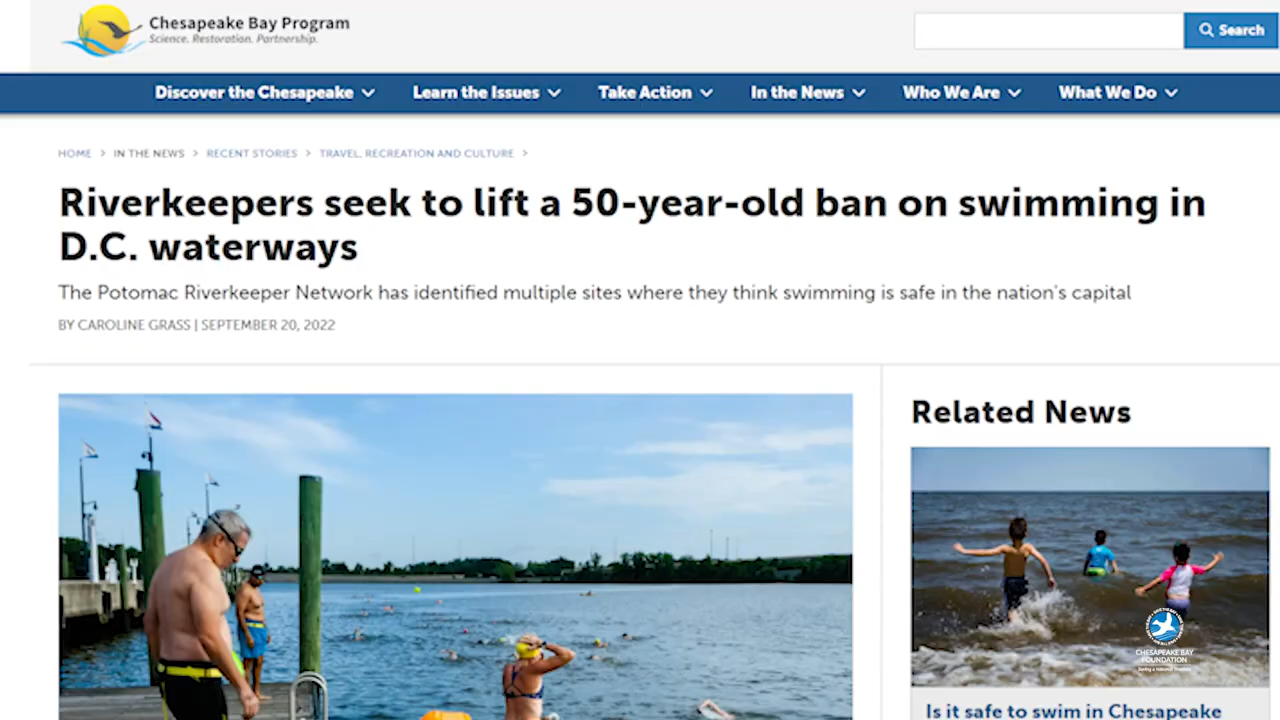 Chesapeake Bay Program
Science. Restoration. Partnership.
Search
Discover the Chesapeake
Learn the Issues
Take Action
In the News
Who We Are
What We Do
HOME > IN THE NEWS > RECENT STORIES > TRAVEL, RECREATION AND CULTURE >
Riverkeepers seek to lift a 50-year-old ban on swimming in
D.C. waterways
The Potomac Riverkeeper Network has identified multiple sites where they think swimming is safe in the nation's capital
BY CAROLINE GRASS | SEPTEMBER 20, 2022
Related News
CHESAPEAKE BAY
FOUNDATION
Is it safe to swim in Chesapeake